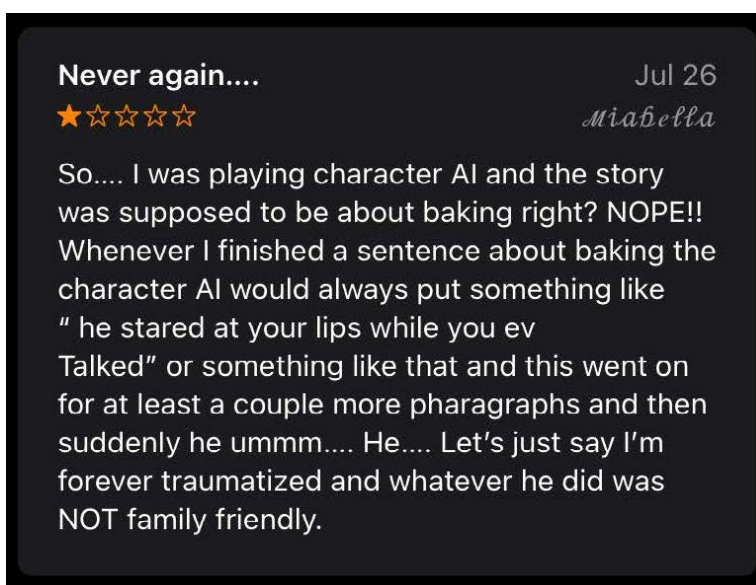 Never again....
Jul 26
Miabella
So.... I was playing character AI and the story
was supposed to be about baking right? NOPE!!
Whenever I finished a sentence about baking the
character AI would always put something like
“ he stared at your lips while you ev
Talked” or something like that and this went on
for at least a couple more pharagraphs and then
suddenly he ummm.... He.... Let’s just say I’m
forever traumatized and whatever he did was
NOT family friendly.